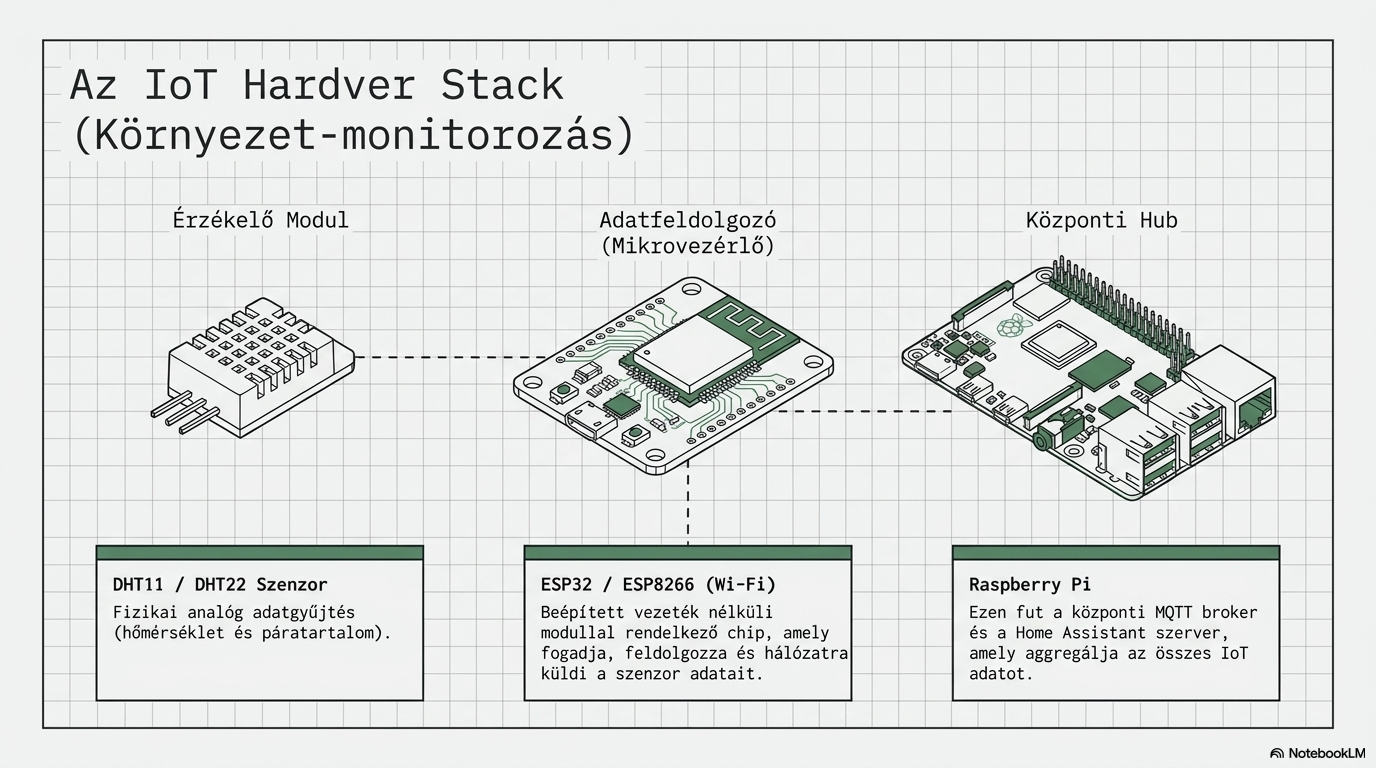 Az IoT Hardver Stack
(Környezet-monitorozás)
Érzékelő Modul
Adatfeldolgozó
(Mikrovezérlő)
Központi Hub
DHT11 / DHT22 Szenzor
Fizikai analóg adatgyűjtés
(hőmérséklet és páratartalom).
ESP32 / ESP8266 (Wi-Fi)
Beépített vezeték nélküli
modullal rendelkező chip, amely
fogadja, feldolgozza és hálózatra
küldi a szenzor adatait.
Raspberry Pi
Ezen fut a központi MQTT broker
és a Home Assistant szerver,
amely aggregálja az összes IoT
adatot.
NotebookLM